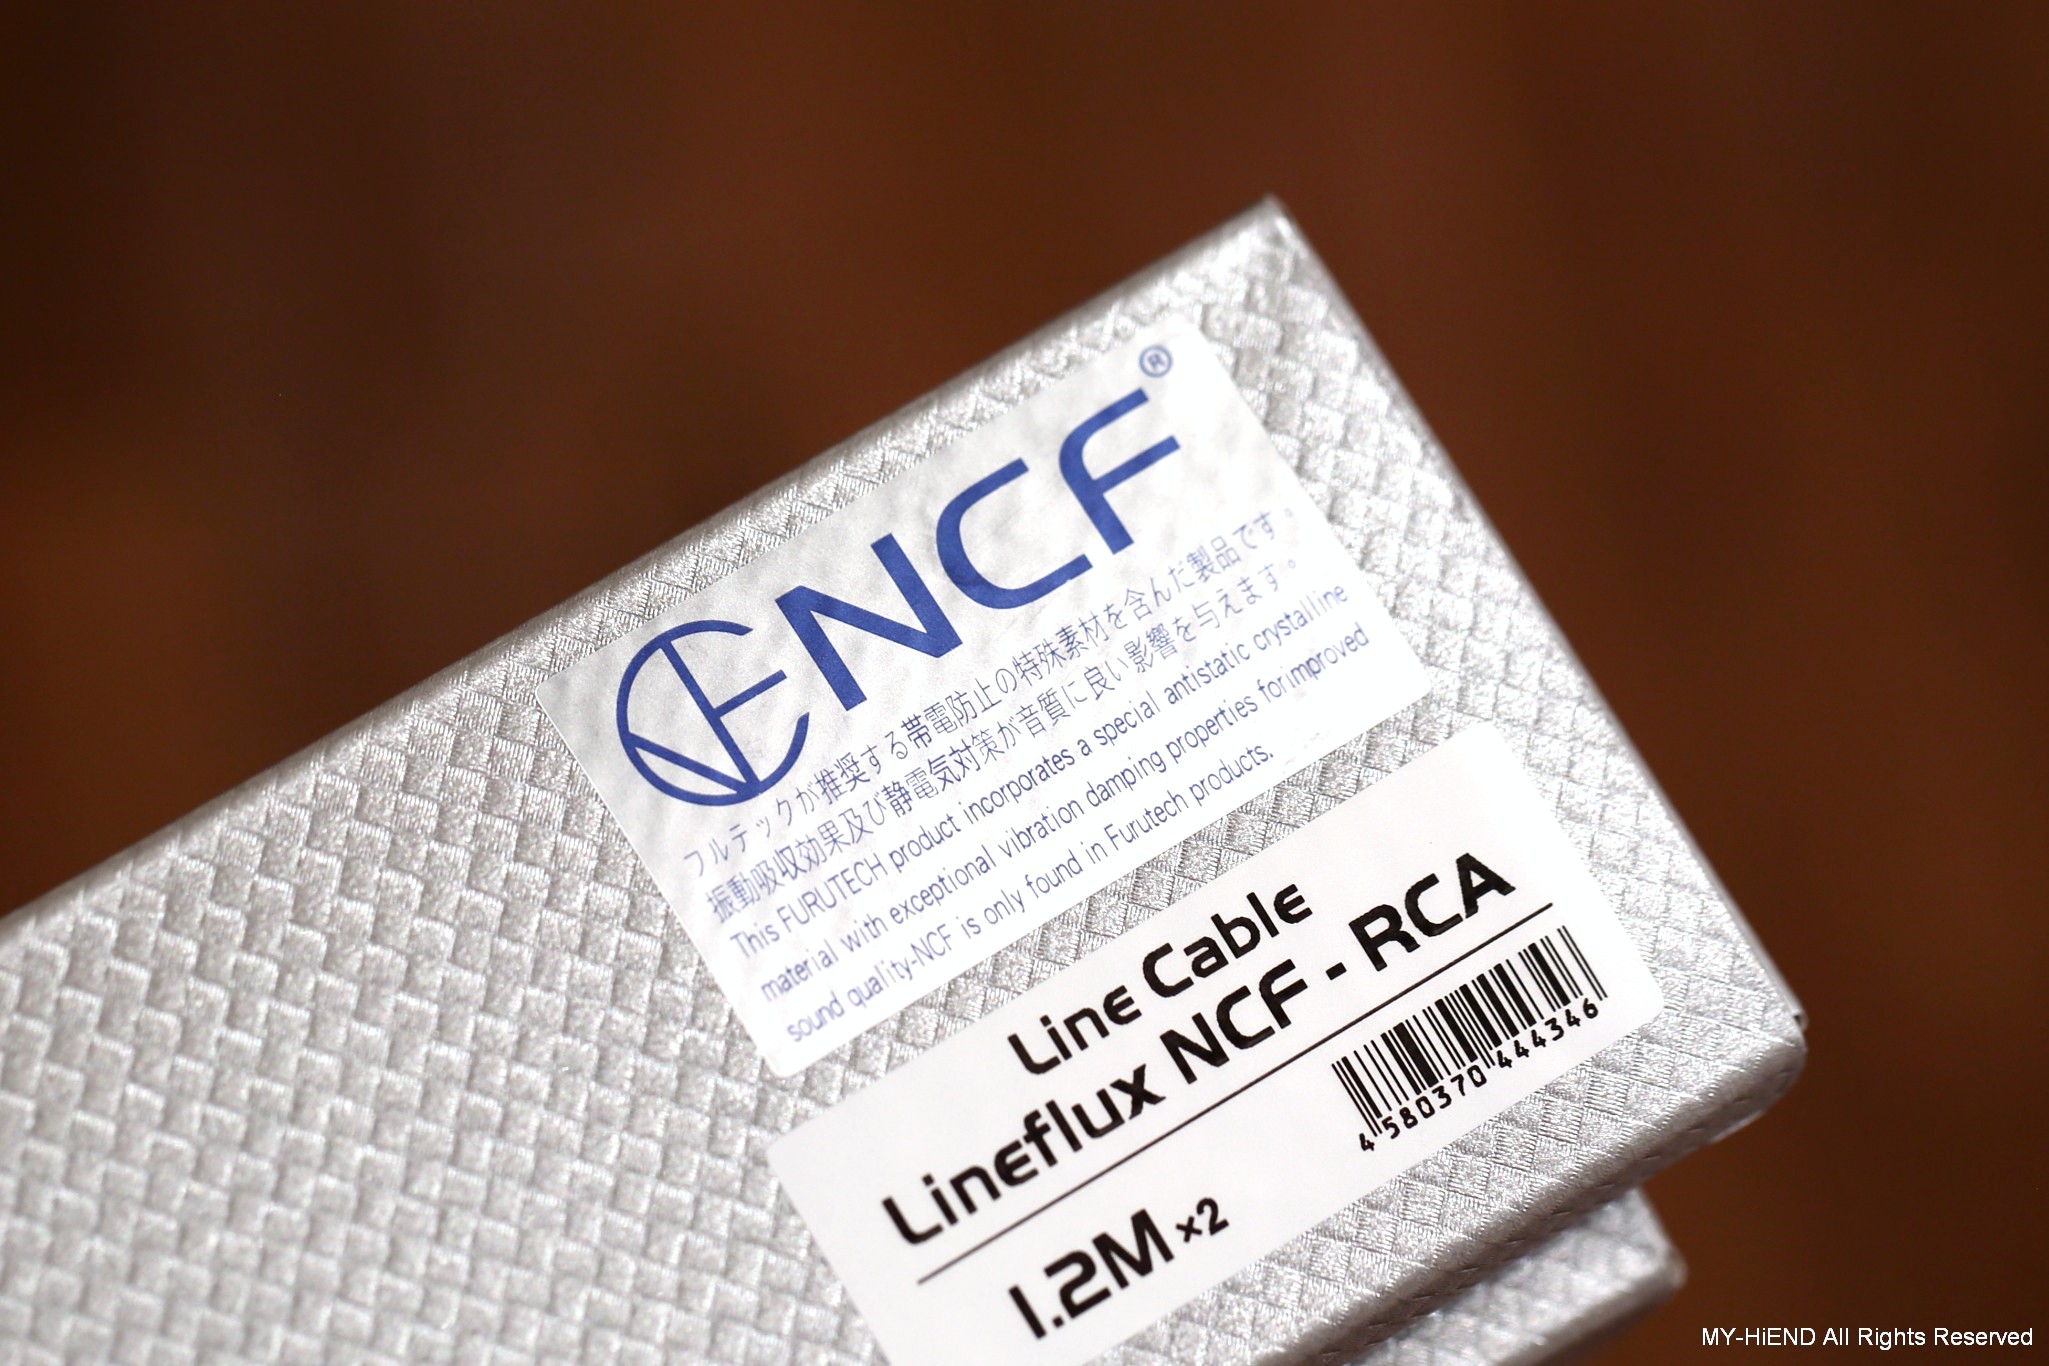 NCF®
フルテックが推奨する帯電防止の特殊素材を含んだ製品です。
振動吸収効果及び静電気対策が音質に良い影響を与えます。
This FURUTECH product incorporates a special antistatic crystalline
material with exceptional vibration damping properties for improved
sound quality-NCF is only found in Furutech products.
Line Cable
Lineflux NCF - RCA
4 580370 444346
1.2M ×2
MY-HiEND All Rights Reserved